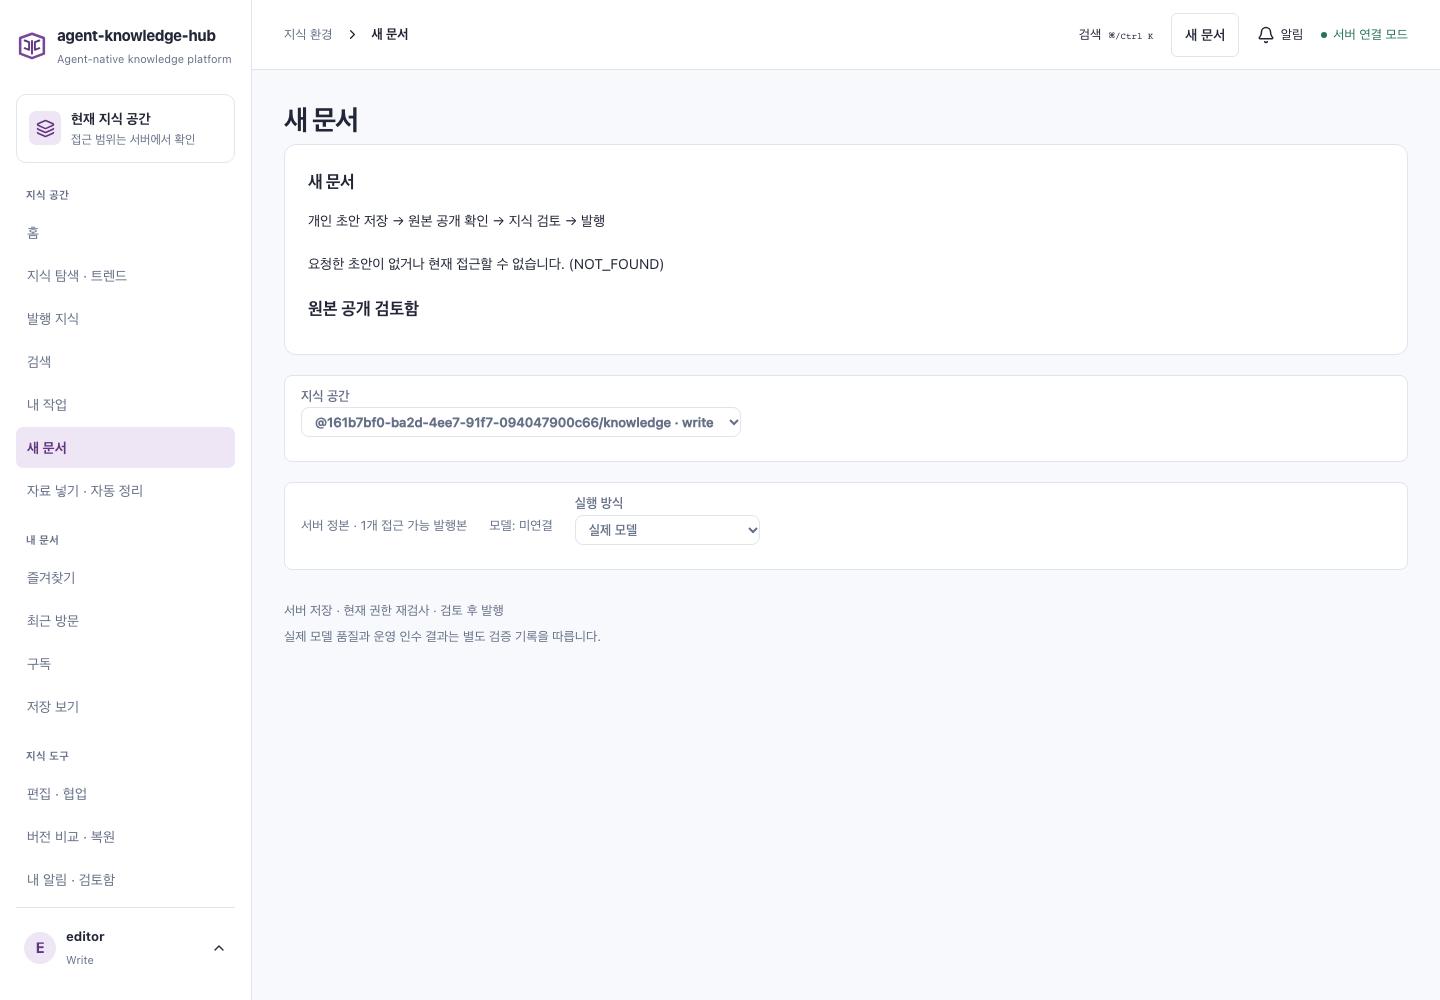 agent-knowledge-hub
Agent-native knowledge platform
현재 지식 공간
접근 범위는 서버에서 확인
지식 공간
홈
지식 탐색 · 트렌드
발행 지식
검색
내 작업
새 문서
자료 넣기 · 자동 정리
내 문서
즐겨찾기
최근 방문
구독
저장 보기
지식 도구
편집 · 협업
버전 비교 · 복원
내 알림 · 검토함
E
editor
Write
지식 환경 > 새 문서
검색 ⌘/Ctrl K
새 문서
알림
서버 연결 모드
새 문서
새 문서
개인 초안 저장 → 원본 공개 확인 → 지식 검토 → 발행
요청한 초안이 없거나 현재 접근할 수 없습니다. (NOT_FOUND)
원본 공개 검토함
지식 공간
@161b7bf0-ba2d-4ee7-91f7-094047900c66/knowledge · write
서버 정본 · 1개 접근 가능 발행본
모델: 미연결
실행 방식
실제 모델
서버 저장 · 현재 권한 재검사 · 검토 후 발행
실제 모델 품질과 운영 인수 결과는 별도 검증 기록을 따릅니다.